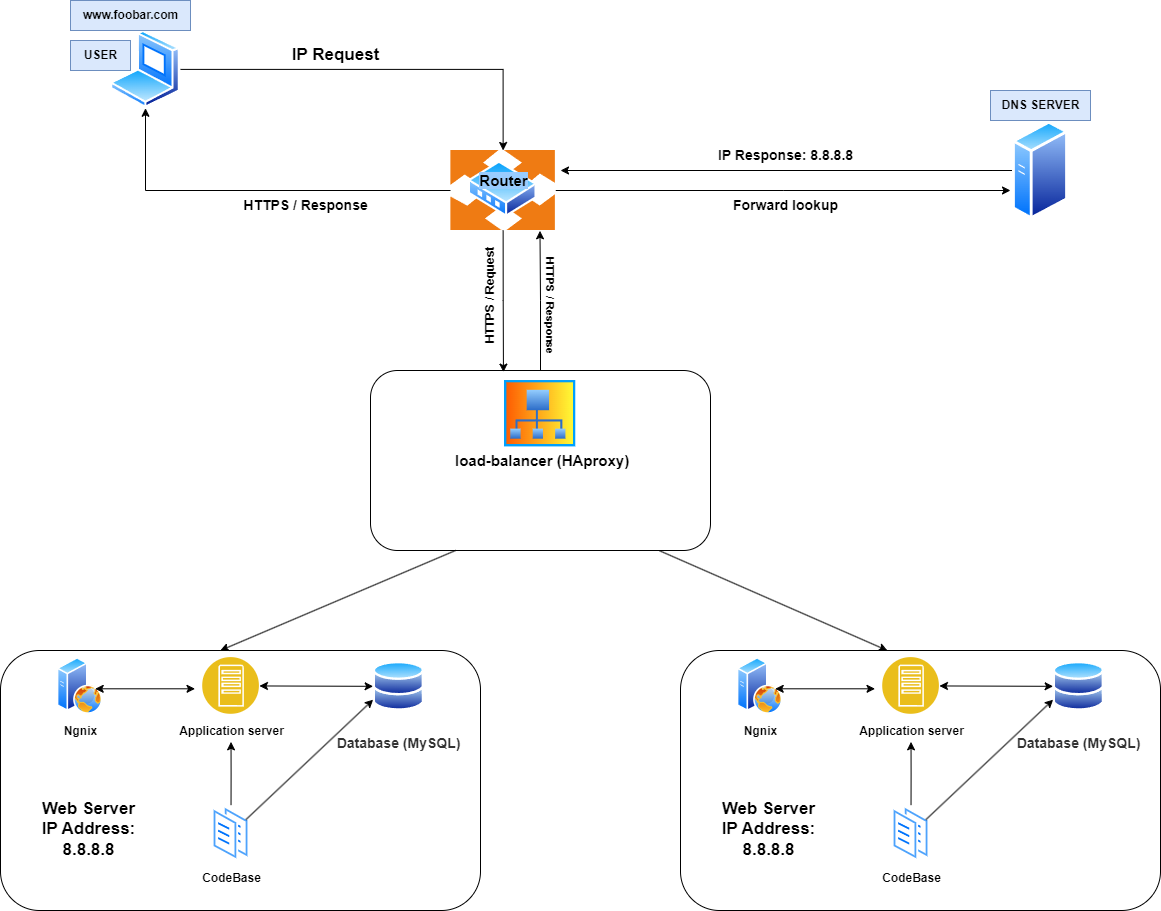 www.foobar.com
USER
IP Request
DNS SERVER
IP Response: 8.8.8.8
Router
HTTPS / Response
Forward lookup
HTTPS / Request
HTTPS / Response
load-balancer (HAproxy)
Ngnix
Application server
Database (MySQL)
Web Server
IP Address:
8.8.8.8
CodeBase
Ngnix
Application server
Database (MySQL)
Web Server
IP Address:
8.8.8.8
CodeBase